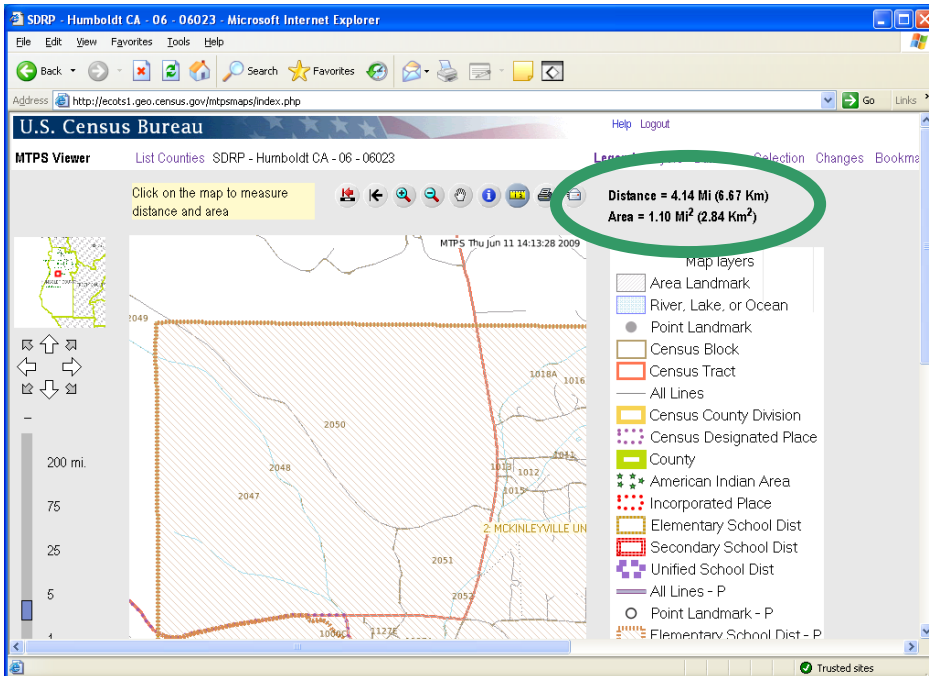 SDRP - Humboldt CA - 06 - 06023 - Microsoft Internet Explorer
File Edit View Favorites Tools Help
Back Search Favorites
Address http://ecots1.geo.census.gov/mtpsmaps/index.php Go Links
U.S. Census Bureau
Help Logout
MTPS Viewer List Counties SDRP - Humboldt CA - 06 - 06023 Selection Changes Bookma
Click on the map to measure
distance and area
Distance = 4.14 Mi (6.67 Km)
Area = 1.10 Mi² (2.84 Km²)
MTPS Thu Jun 11 14:13:28 2009
2049
1018A 1016
2050
2048
1013 1012
1011
2047
1015
2: MCKINLEYVILLE UN
2051
2052
1127E
Map layers
Area Landmark
River, Lake, or Ocean
Point Landmark
Census Block
Census Tract
All Lines
Census County Division
Census Designated Place
County
American Indian Area
Incorporated Place
Elementary School Dist
Secondary School Dist
Unified School Dist
All Lines - P
Point Landmark - P
Elementary School Dist - P
200 mi.
75
25
5
1
Trusted sites